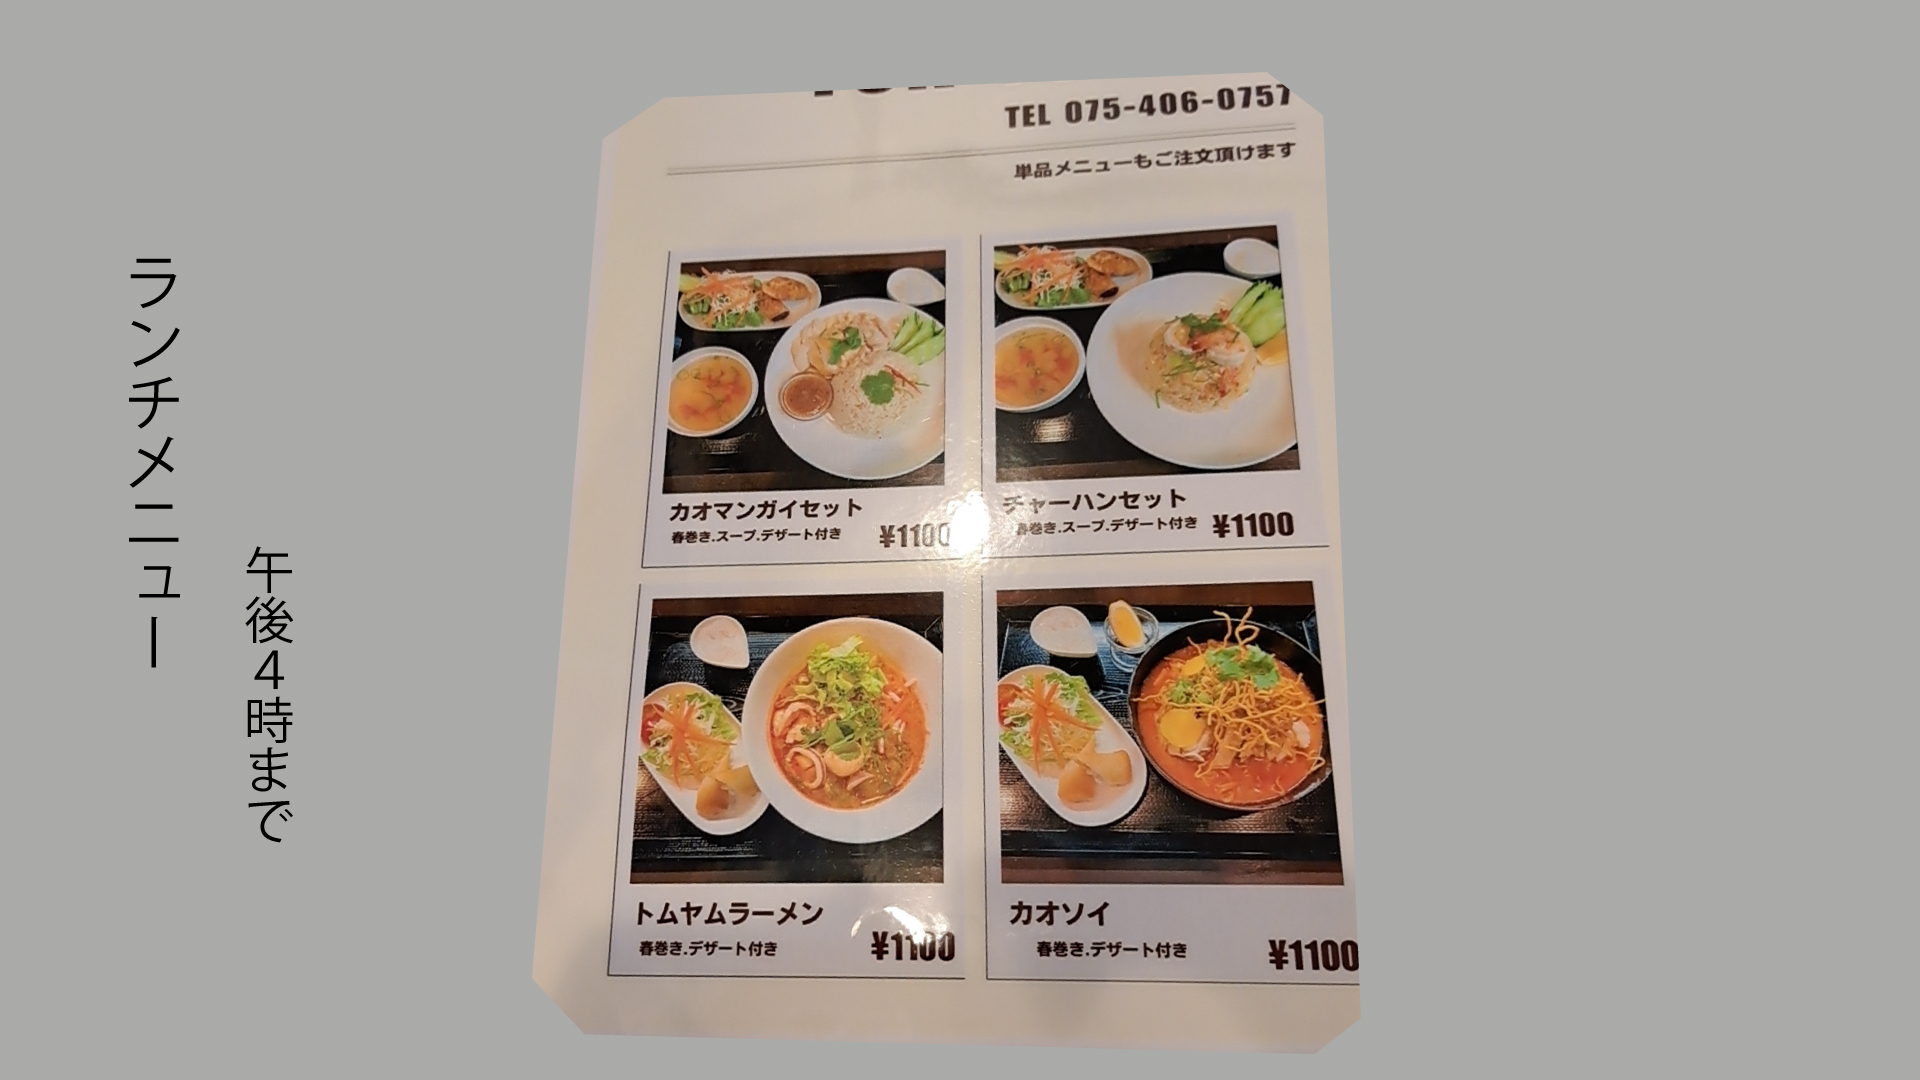 ランチメニュー
午後４時まで
TEL 075-406-0757
単品メニューもご注文頂けます
カオマンガイセット
春巻き.スープ.デザート付き
¥1100
チャーハンセット
春巻き.スープ.デザート付き
¥1100
トムヤムラーメン
春巻き.デザート付き
¥1100
カオソイ
春巻き.デザート付き
¥1100